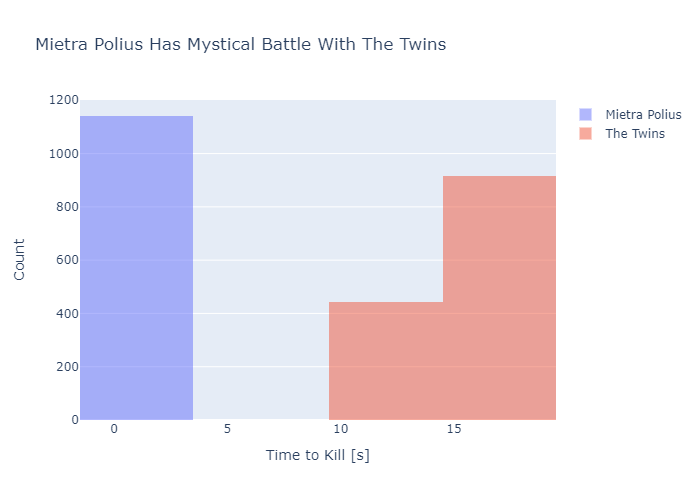 Mietra Polius Has Mystical Battle With The Twins
1200
1000
800
600
400
200
0
Count
0 5 10 15
Time to Kill [s]
Mietra Polius
The Twins